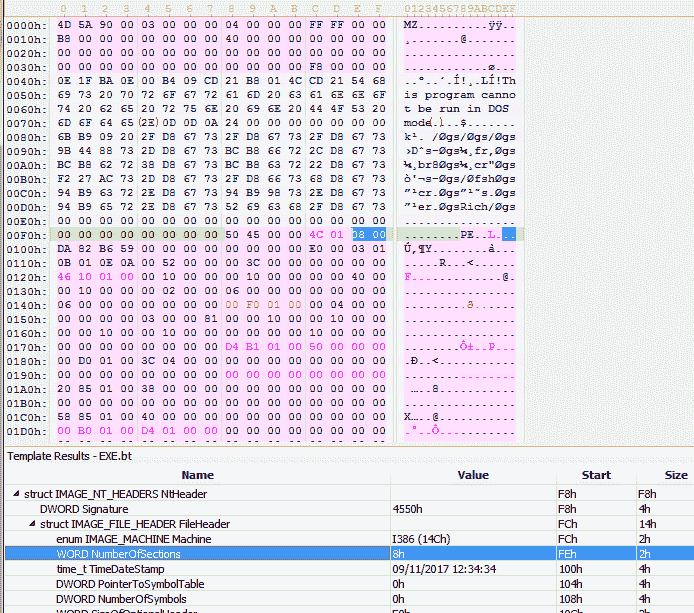 0 1 2 3 4 5 6 7 8 9 A B C D E F 0123456789ABCDEF
0000h: 4D 5A 90 00 03 00 00 00 04 00 00 00 FF FF 00 00 MZ..........ÿÿ..
0010h: B8 00 00 00 00 00 00 00 40 00 00 00 00 00 00 00 ¸.......@.......
0020h: 00 00 00 00 00 00 00 00 00 00 00 00 00 00 00 00 ................
0030h: 00 00 00 00 00 00 00 00 00 00 00 00 F8 00 00 00 ............ø...
0040h: 0E 1F BA 0E 00 B4 09 CD 21 B8 01 4C CD 21 54 68 ..º..´.Í!¸.LÍ!Th
0050h: 69 73 20 70 72 6F 67 72 61 6D 20 63 61 6E 6E 6F is program canno
0060h: 74 20 62 65 20 72 75 6E 20 69 6E 20 44 4F 53 20 t be run in DOS
0070h: 6D 6F 64 65 2E 0D 0D 0A 24 00 00 00 00 00 00 00 mode....$.......
0080h: 6B B9 09 20 2F D8 67 73 2F D8 67 73 2F D8 67 73 k¹. /Øgs/Øgs/Øgs
0090h: 9B 44 88 73 2D D8 67 73 BC B8 66 72 2C D8 67 73 ›Dˆs-Øgs¼¸fr,Øgs
00A0h: BC B8 62 72 38 D8 67 73 BC B8 63 72 22 D8 67 73 ¼¸br8Øgs¼¸cr"Øgs
00B0h: F2 27 AC 73 2D D8 67 73 2F D8 66 73 68 D8 67 73 ò'¬s-Øgs/ØfshØgs
00C0h: 94 B9 63 72 2E D8 67 73 94 B9 98 73 2E D8 67 73 ”¹cr.Øgs”¹˜s.Øgs
00D0h: 94 B9 65 72 2E D8 67 73 52 69 63 68 2F D8 67 73 ”¹er.ØgsRich/Øgs
00E0h: 00 00 00 00 00 00 00 00 00 00 00 00 00 00 00 00 ................
00F0h: 00 00 00 00 00 00 00 00 50 45 00 00 4C 01 08 00 ........PE..L...
0100h: DA 82 B6 59 00 00 00 00 00 00 00 00 E0 00 03 01 Ú‚¶Y........à...
0110h: 0B 01 0E 0A 00 52 00 00 00 3C 00 00 00 00 00 00 .....R...<......
0120h: 46 10 01 00 00 10 00 00 00 10 00 00 00 00 40 00 F.............@.
0130h: 00 10 00 00 00 02 00 00 06 00 00 00 00 00 00 00 ................
0140h: 06 00 00 00 00 00 00 00 00 F0 01 00 00 04 00 00 .........ð......
0150h: 00 00 00 00 03 00 00 81 00 00 10 00 00 10 00 00 ................
0160h: 00 00 10 00 00 10 00 00 00 00 00 00 10 00 00 00 ................
0170h: 00 00 00 00 00 00 00 00 D4 B1 01 00 50 00 00 00 ........Ô±..P...
0180h: 00 D0 01 00 3C 04 00 00 00 00 00 00 00 00 00 00 .Ð..<...........
0190h: 00 00 00 00 00 00 00 00 00 00 00 00 00 00 00 00 ................
01A0h: 20 85 01 00 38 00 00 00 00 00 00 00 00 00 00 00 …..8...........
01B0h: 00 00 00 00 00 00 00 00 00 00 00 00 00 00 00 00 ................
01C0h: 58 85 01 00 40 00 00 00 00 00 00 00 00 00 00 00 X…..@...........
01D0h: 00 B0 01 00 D4 01 00 00 00 00 00 00 00 00 00 00 .°..Ô...........
Template Results - EXE.bt
Name Value Start Size
struct IMAGE_NT_HEADERS NtHeader F8h F8h
DWORD Signature 4550h F8h 4h
struct IMAGE_FILE_HEADER FileHeader FCh 14h
enum IMAGE_MACHINE Machine I386 (14Ch) FCh 2h
WORD NumberOfSections 8h FEh 2h
time_t TimeDateStamp 09/11/2017 12:34:34 100h 4h
DWORD PointerToSymbolTable 0h 104h 4h
DWORD NumberOfSymbols 0h 108h 4h
WORD SizeOfOptionalHeader E0h 10Ch 2h